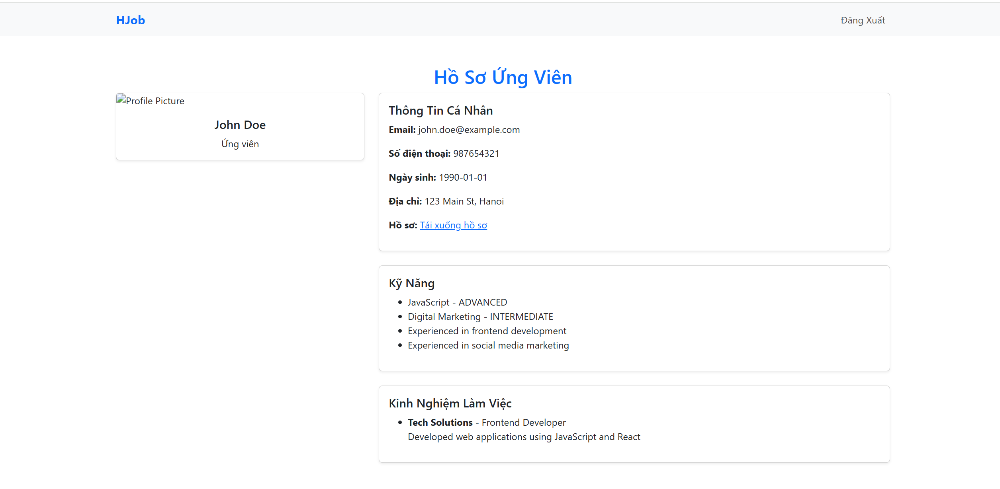 HJob
Đăng Xuất
Hồ Sơ Ứng Viên
Profile Picture
John Doe
Ứng viên
Thông Tin Cá Nhân
Email: john.doe@example.com
Số điện thoại: 987654321
Ngày sinh: 1990-01-01
Địa chỉ: 123 Main St, Hanoi
Hồ sơ: Tải xuống hồ sơ
Kỹ Năng
JavaScript - ADVANCED
Digital Marketing - INTERMEDIATE
Experienced in frontend development
Experienced in social media marketing
Kinh Nghiệm Làm Việc
Tech Solutions - Frontend Developer
Developed web applications using JavaScript and React